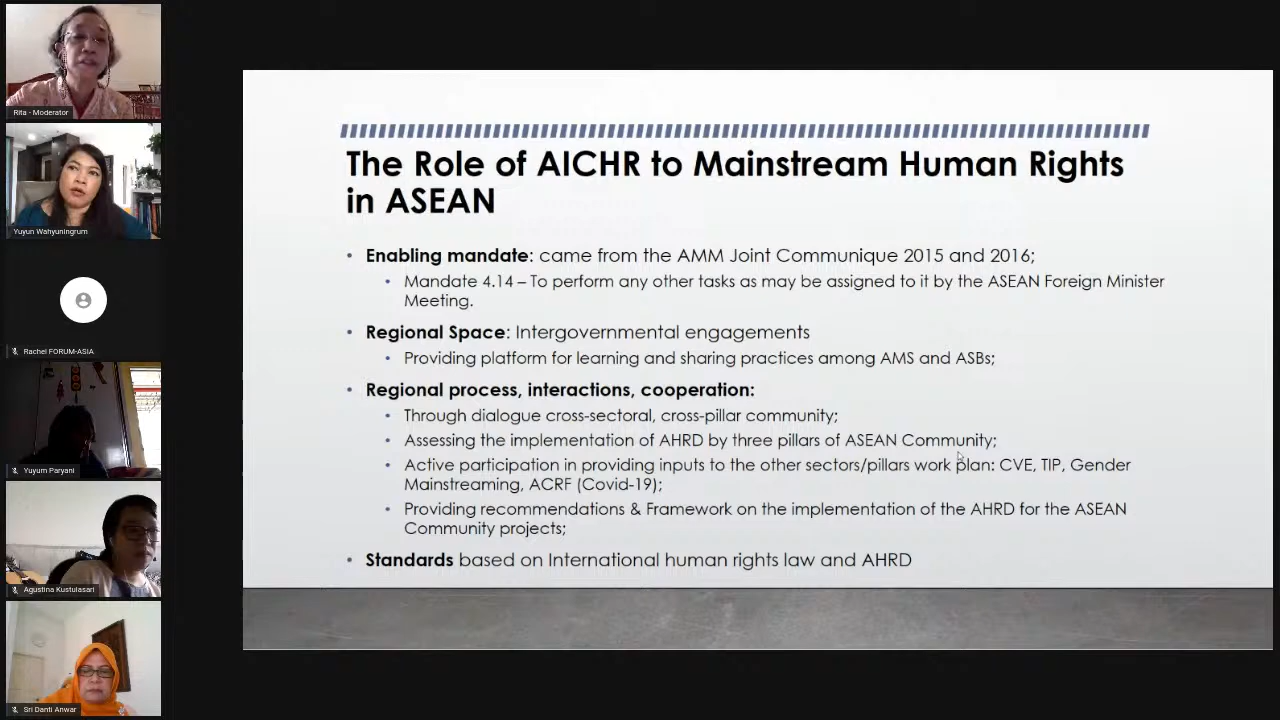 Rita - Moderator
Yuyun Wahyuningrum
Rachel FORUM-ASIA
Yuyum Paryani
Agustina Kustulasari
Sri Danti Anwar
The Role of AICHR to Mainstream Human Rights
in ASEAN
• Enabling mandate: came from the AMM Joint Communique 2015 and 2016;
• Mandate 4.14 – To perform any other tasks as may be assigned to it by the ASEAN Foreign Minister
Meeting.
• Regional Space: Intergovernmental engagements
• Providing platform for learning and sharing practices among AMS and ASBs;
• Regional process, interactions, cooperation:
• Through dialogue cross-sectoral, cross-pillar community;
• Assessing the implementation of AHRD by three pillars of ASEAN Community;
• Active participation in providing inputs to the other sectors/pillars work plan: CVE, TIP, Gender
Mainstreaming, ACRF (Covid-19);
• Providing recommendations & Framework on the implementation of the AHRD for the ASEAN
Community projects;
• Standards based on International human rights law and AHRD